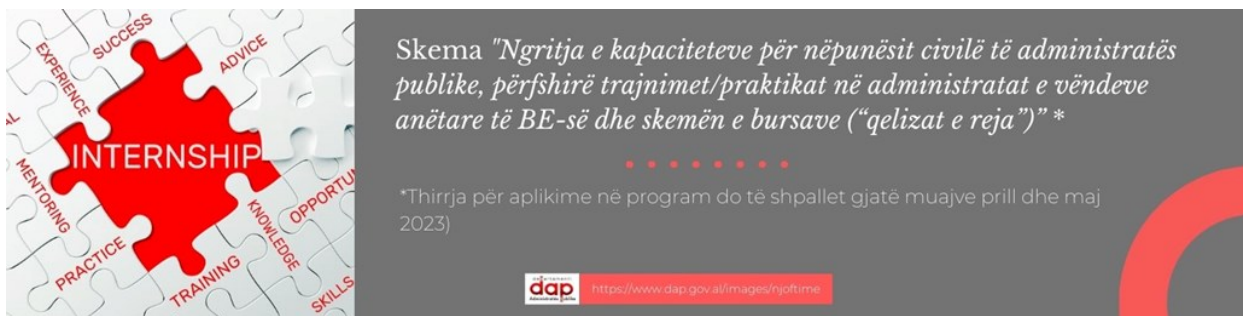 SUCCESS
ADVICE
EXPERIENCE
INTERNSHIP
MENTORING
OPPORTU
KNOWLEDGE
PRACTICE
TRAINING
SKILLS
Skema "Ngritja e kapaciteteve për nëpunësit civilë të administratës
publike, përfshirë trajnimet/praktikat në administratat e vëndeve
anëtare të BE-së dhe skemën e bursave (“qelizat e reja”)” *
*Thirrja për aplikime në program do të shpallet gjatë muajve prill dhe maj
2023)
dap
https://www.dap.gov.al/images/njoftime